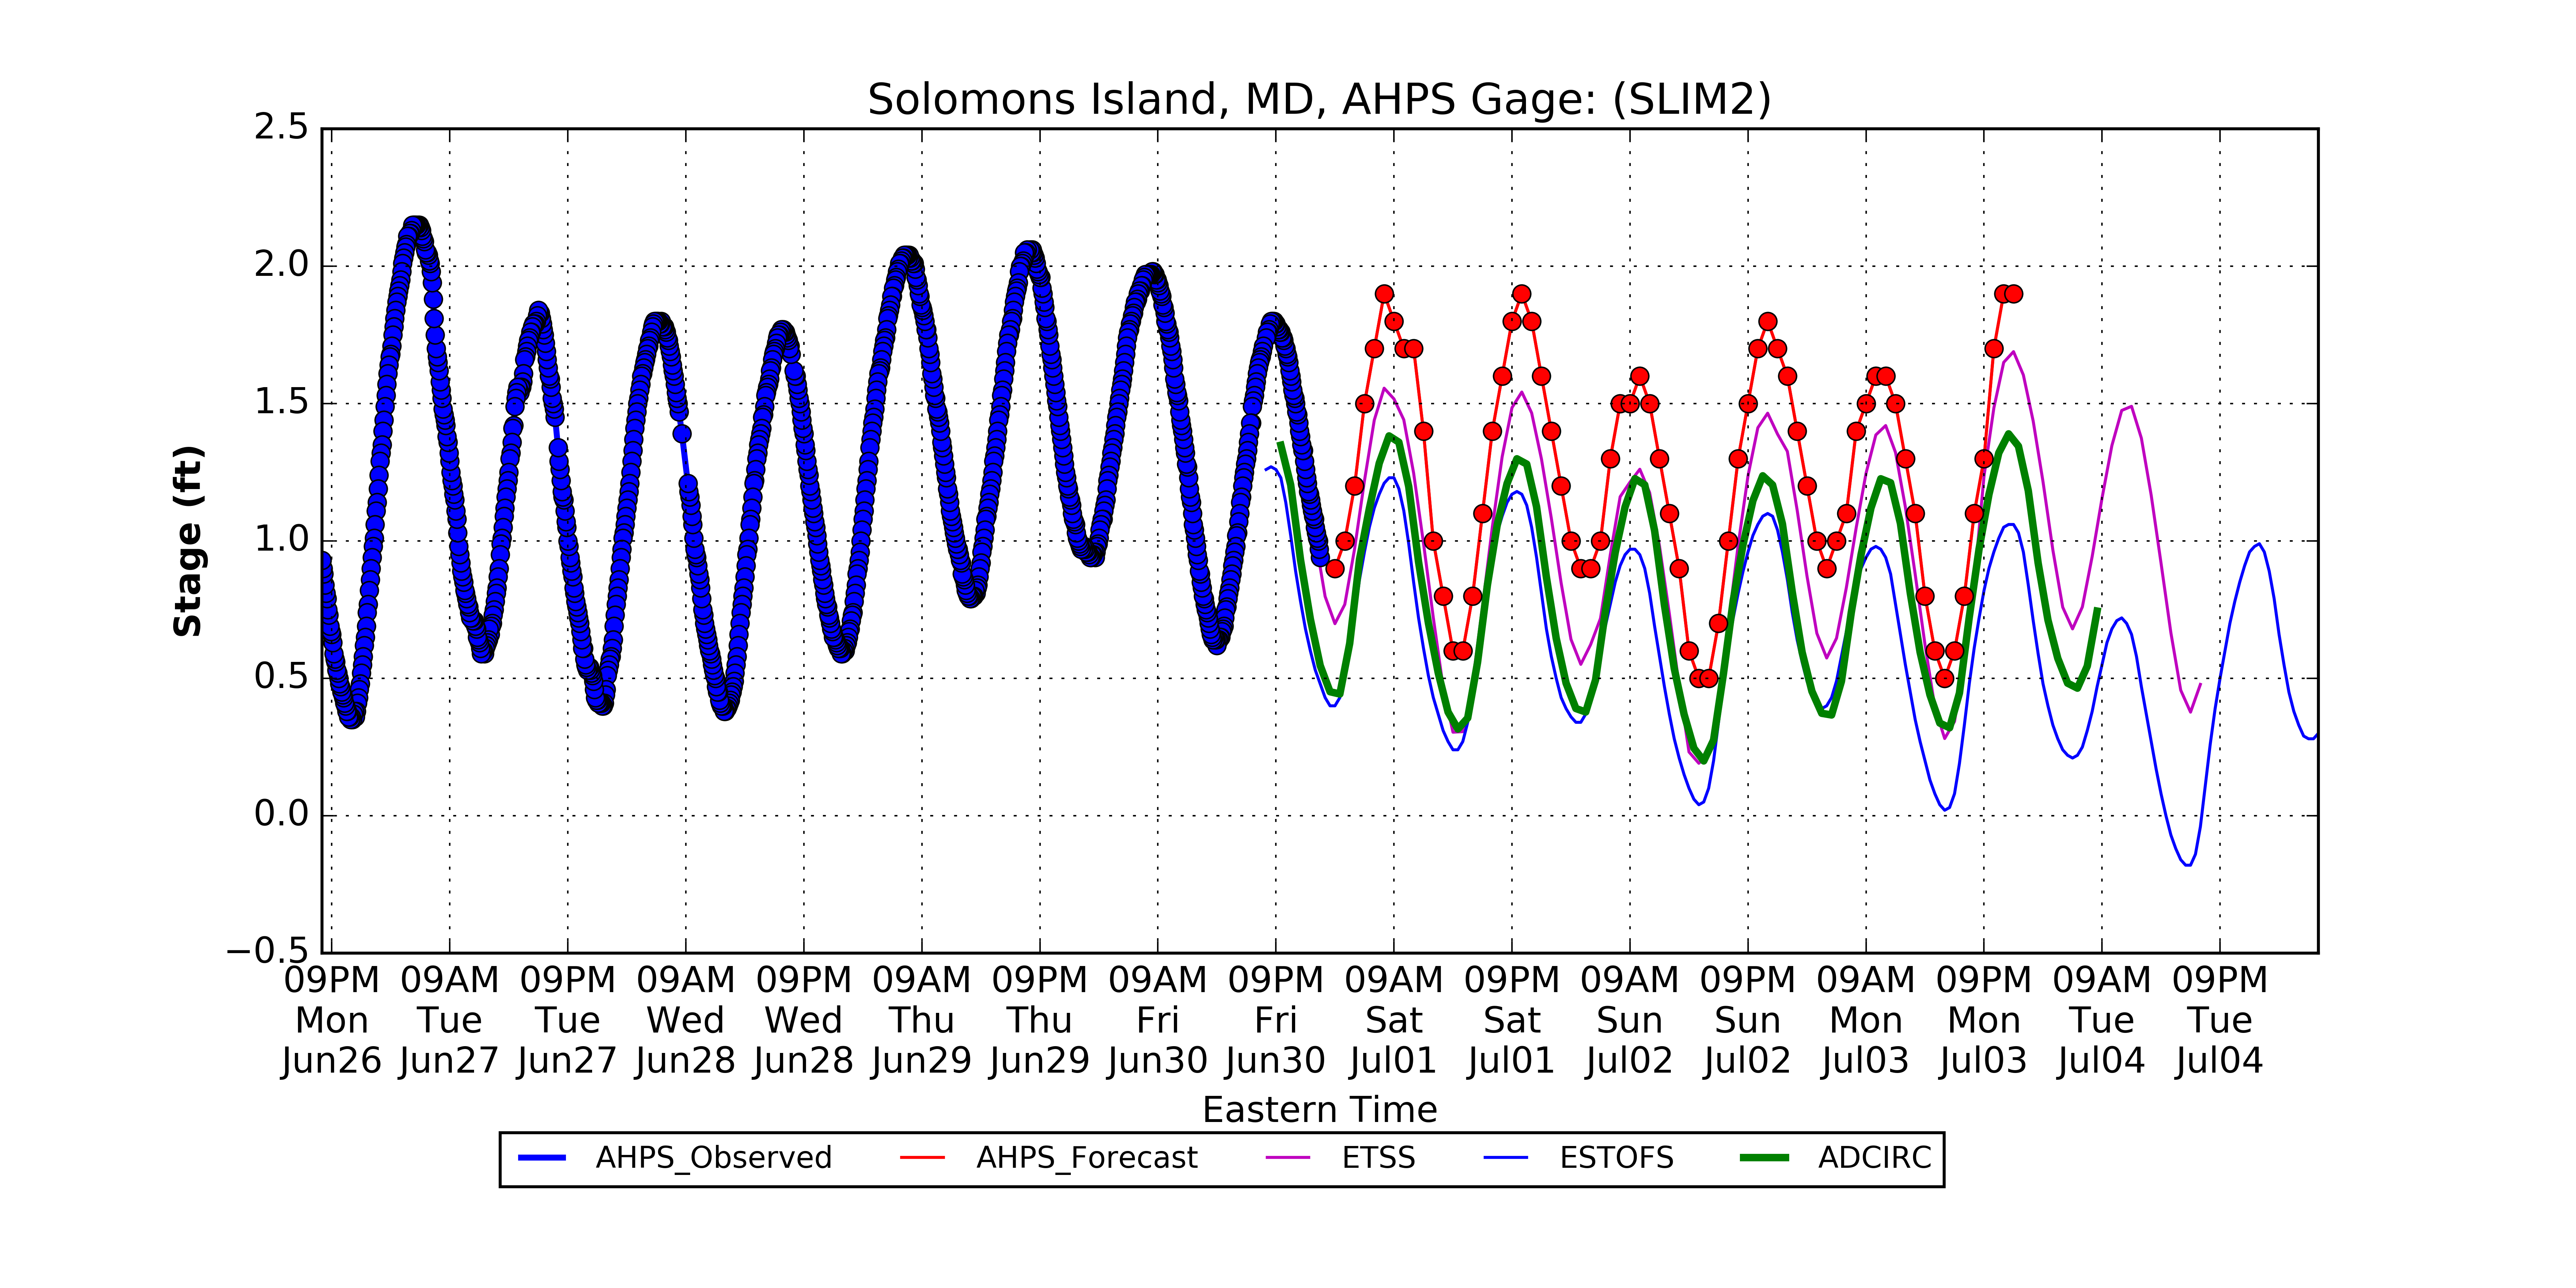 Solomons Island, MD, AHPS Gage: (SLIM2)
2.5
2.0
1.5
1.0
0.5
0.0
−0.5
Stage (ft)
09PM 09AM 09PM 09AM 09PM 09AM 09PM 09AM 09PM 09AM 09PM 09AM 09PM 09AM 09PM 09AM 09PM
Mon Tue Tue Wed Wed Thu Thu Fri Fri Sat Sat Sun Sun Mon Mon Tue Tue
Jun26 Jun27 Jun27 Jun28 Jun28 Jun29 Jun29 Jun30 Jun30 Jul01 Jul01 Jul02 Jul02 Jul03 Jul03 Jul04 Jul04
Eastern Time
AHPS_Observed AHPS_Forecast ETSS ESTOFS ADCIRC